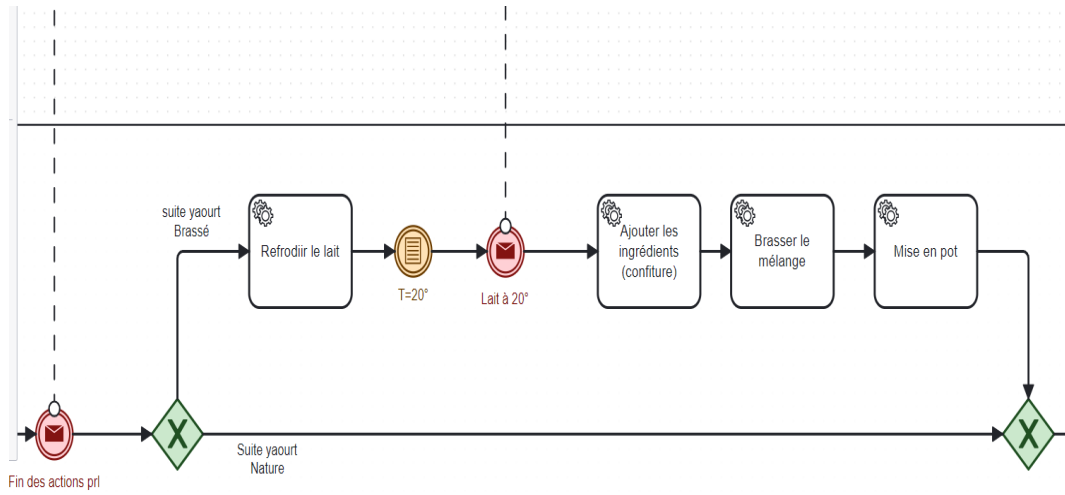 suite yaourt
Brassé
Refrodiir le lait
T=20°
Lait à 20°
Ajouter les
ingrédients
(confiture)
Brasser le
mélange
Mise en pot
Suite yaourt
Nature
Fin des actions prl